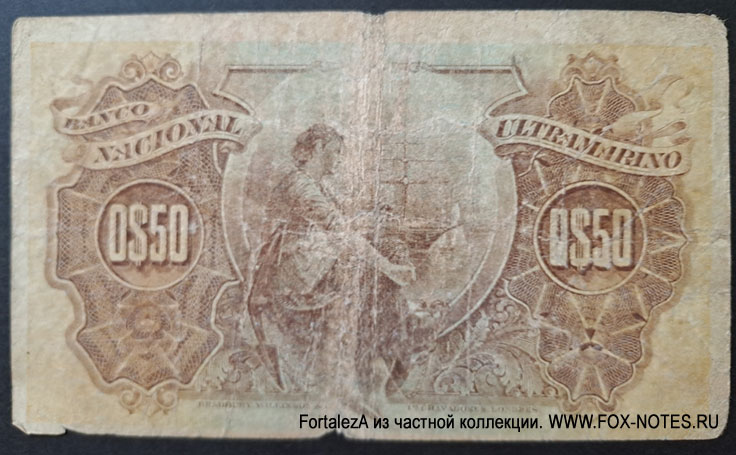 BANCO
NACIONAL
ULTRAMARINO
0$50
0$50
FortalezA из частной коллекции. WWW.FOX-NOTES.RU